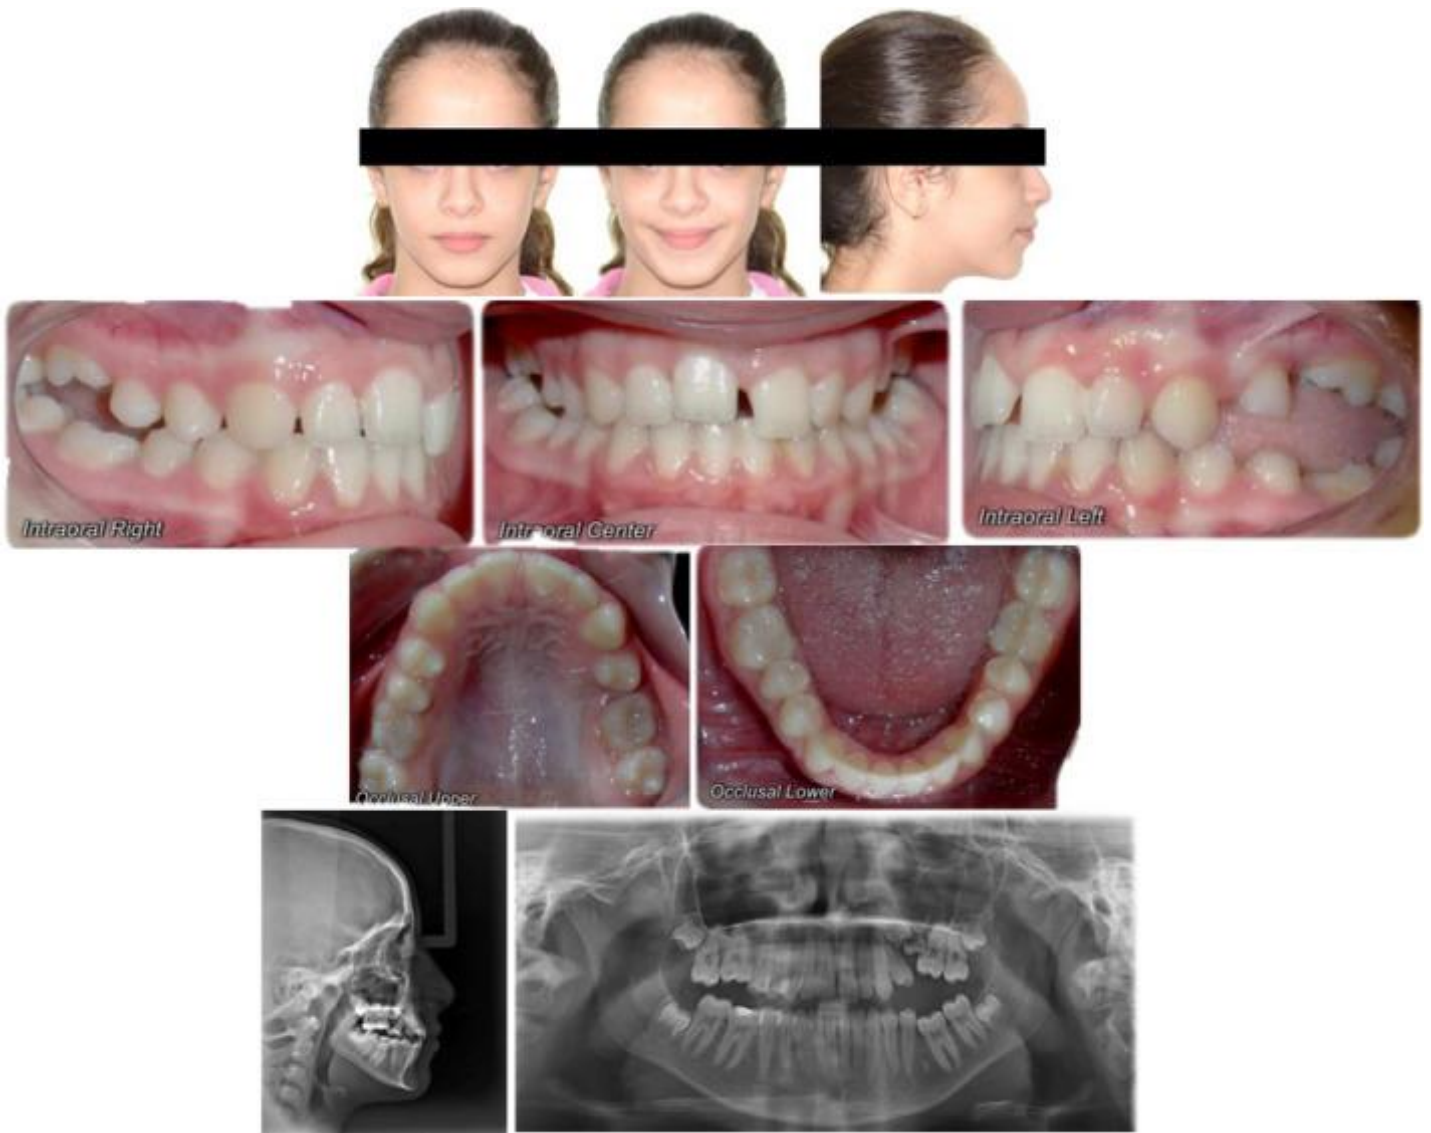 Intraoral Right
Intraoral Center
Intraoral Left
Occlusal Upper
Occlusal Lower